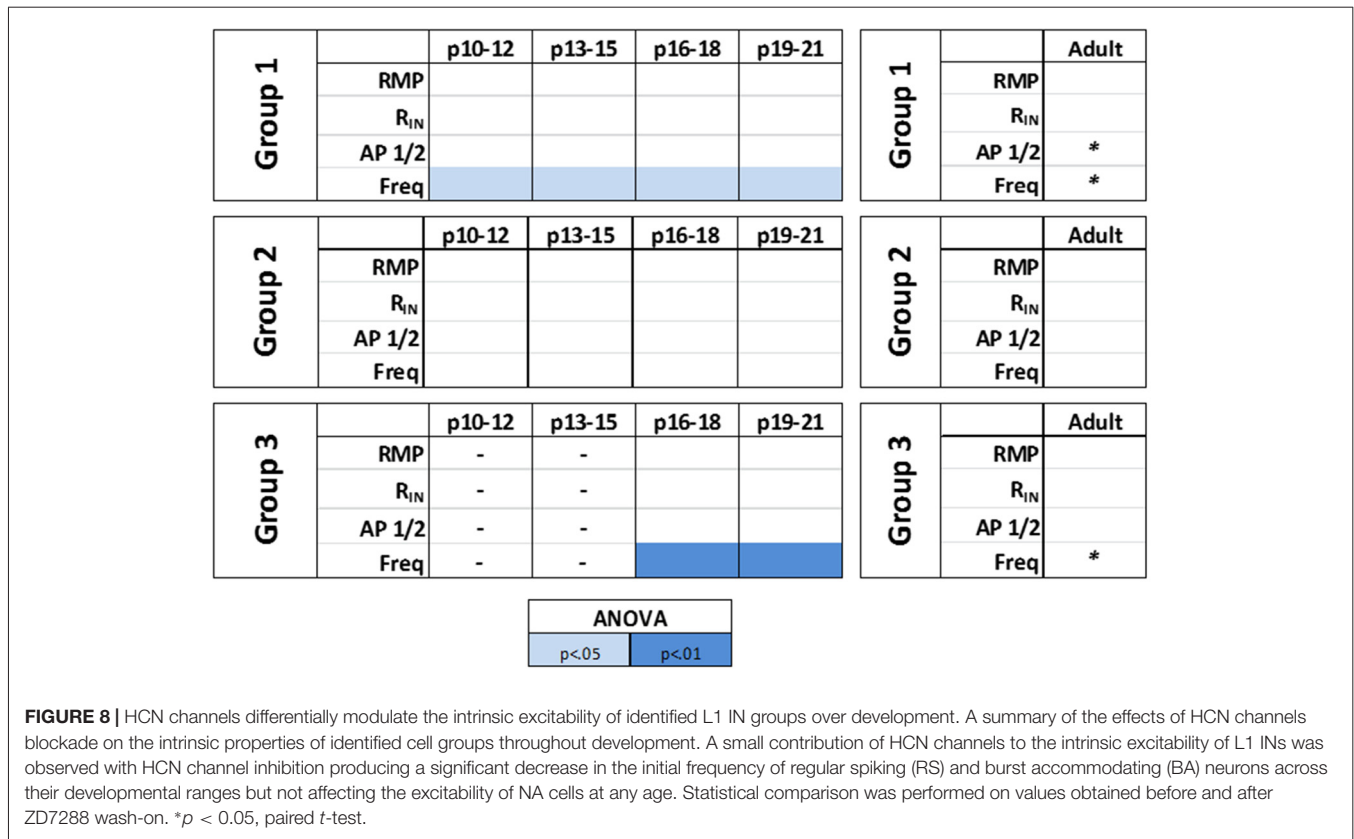 Group 1
p10-12 p13-15 p16-18 p19-21
RMP
RIN
AP 1/2
Freq
Group 1
Adult
RMP
RIN
AP 1/2 *
Freq *
Group 2
p10-12 p13-15 p16-18 p19-21
RMP
RIN
AP 1/2
Freq
Group 2
Adult
RMP
RIN
AP 1/2
Freq
Group 3
p10-12 p13-15 p16-18 p19-21
RMP - -
RIN - -
AP 1/2 - -
Freq - -
Group 3
Adult
RMP
RIN
AP 1/2
Freq *
ANOVA
p<.05 p<.01
FIGURE 8 | HCN channels differentially modulate the intrinsic excitability of identified L1 IN groups over development. A summary of the effects of HCN channels
blockade on the intrinsic properties of identified cell groups throughout development. A small contribution of HCN channels to the intrinsic excitability of L1 INs was
observed with HCN channel inhibition producing a significant decrease in the initial frequency of regular spiking (RS) and burst accommodating (BA) neurons across
their developmental ranges but not affecting the excitability of NA cells at any age. Statistical comparison was performed on values obtained before and after
ZD7288 wash-on. *p < 0.05, paired t-test.